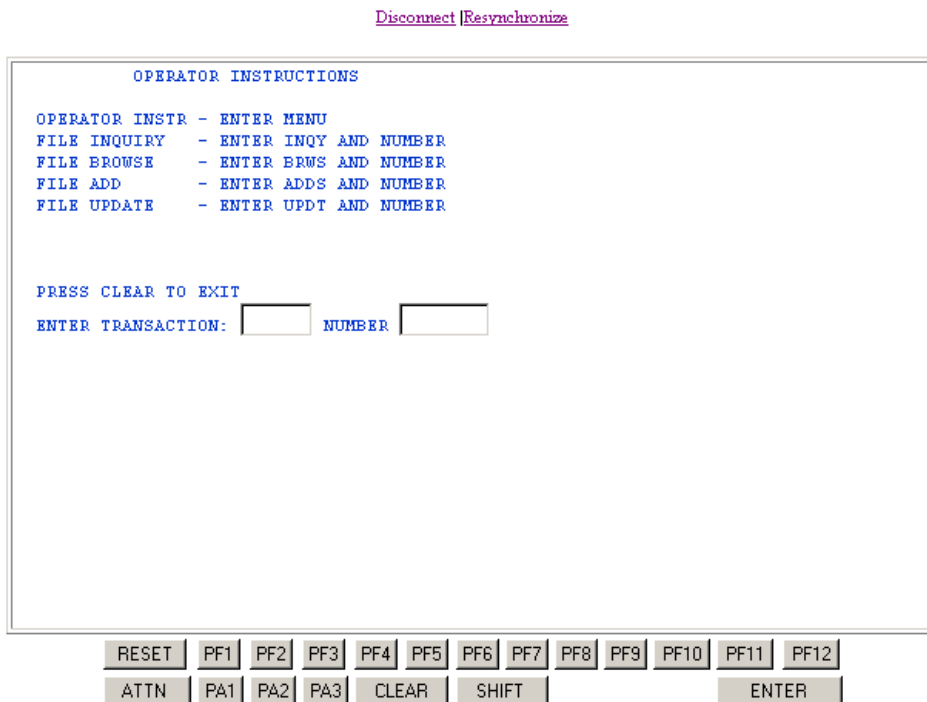 Disconnect |Resynchronize
OPERATOR INSTRUCTIONS
OPERATOR INSTR - ENTER MENU
FILE INQUIRY - ENTER INQY AND NUMBER
FILE BROWSE - ENTER BRWS AND NUMBER
FILE ADD - ENTER ADDS AND NUMBER
FILE UPDATE - ENTER UPDT AND NUMBER
PRESS CLEAR TO EXIT
ENTER TRANSACTION: NUMBER
RESET PF1 PF2 PF3 PF4 PF5 PF6 PF7 PF8 PF9 PF10 PF11 PF12
ATTN PA1 PA2 PA3 CLEAR SHIFT ENTER